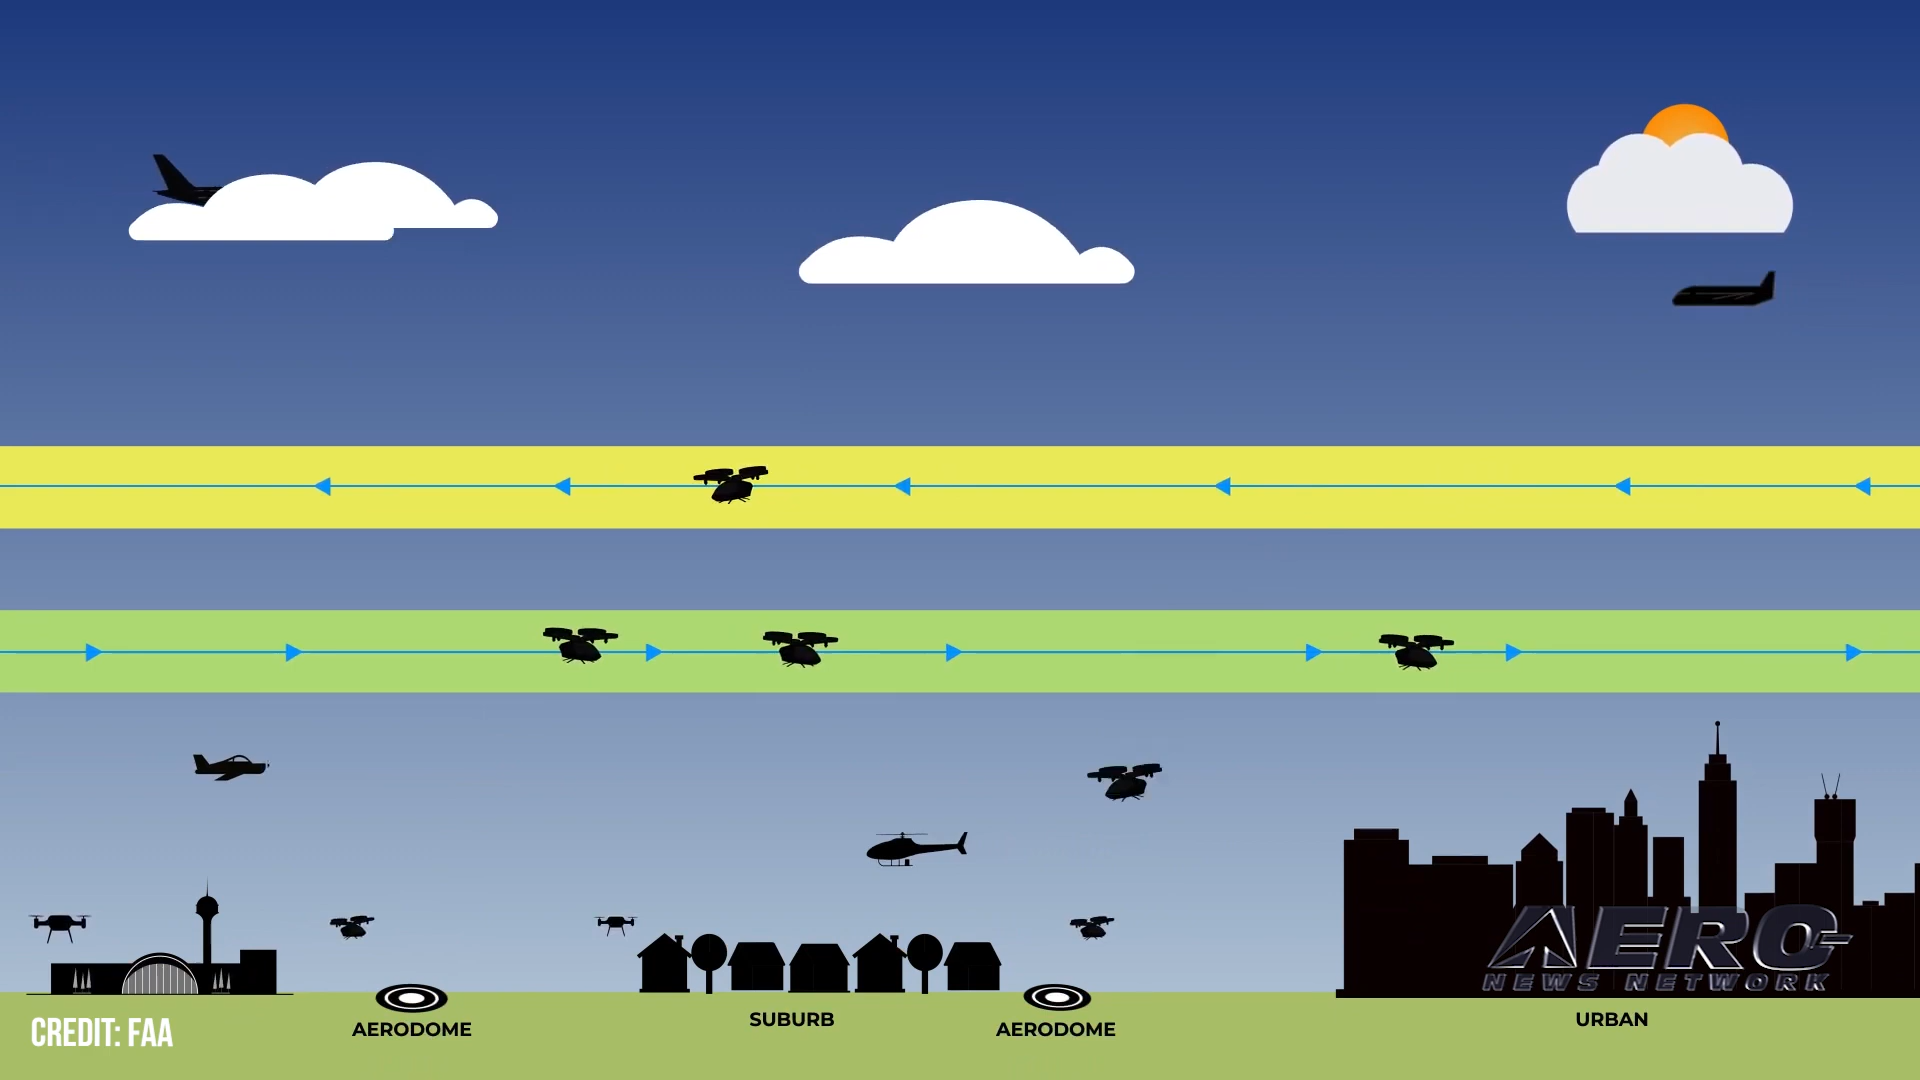 AERO-
NEWS NETWORK
CREDIT: FAA
AERODOME
SUBURB
AERODOME
URBAN